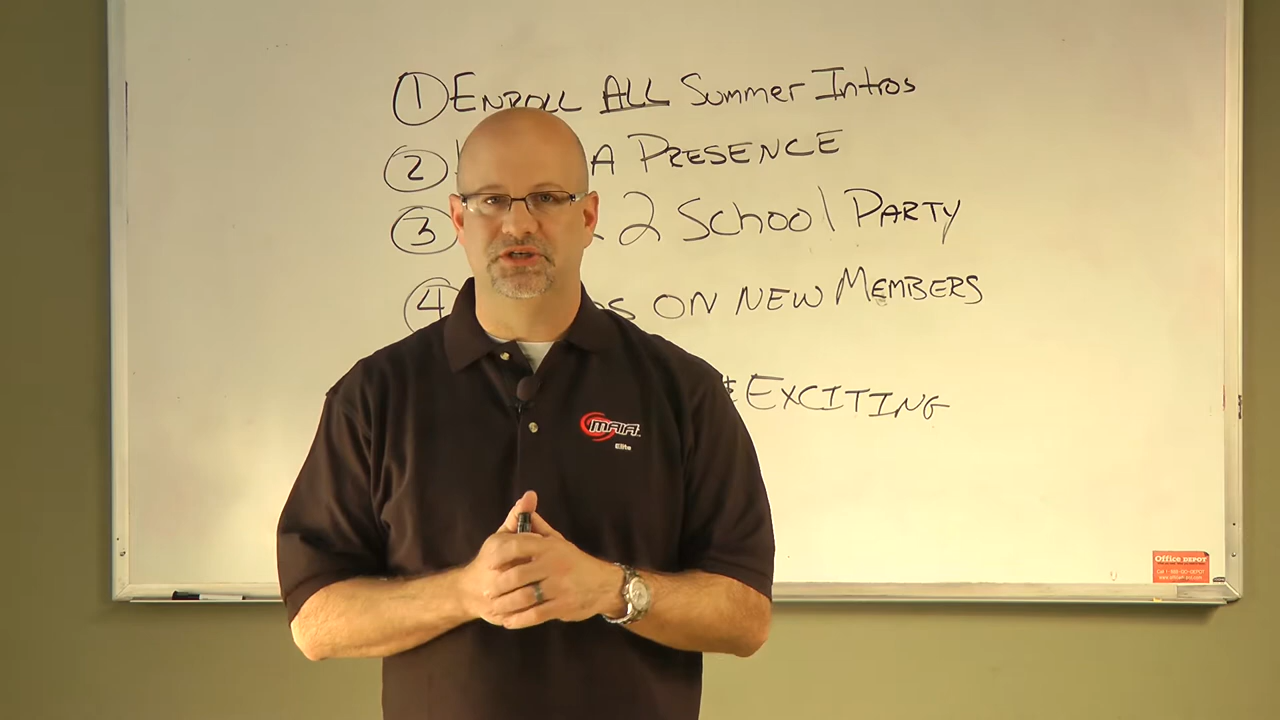 1 ENROLL ALL Summer Intros
2 A PRESENCE
3 2 School PARTY
4 ON NEW MEMBERS
EXCITING
MAIA
Elite
Office DEPOT